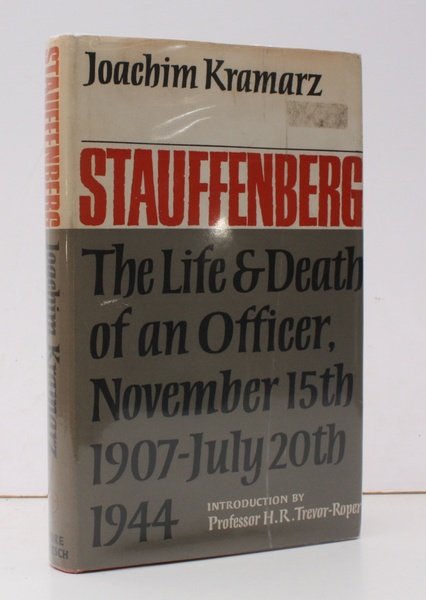 Joachim Kramarz
STAUFFENBERG
The Life & Death
of an Officer,
November 15th
1907-July 20th
1944
INTRODUCTION BY
Professor H.R.Trevor-Roper
STAUFFENBERG Joachim Kramarz